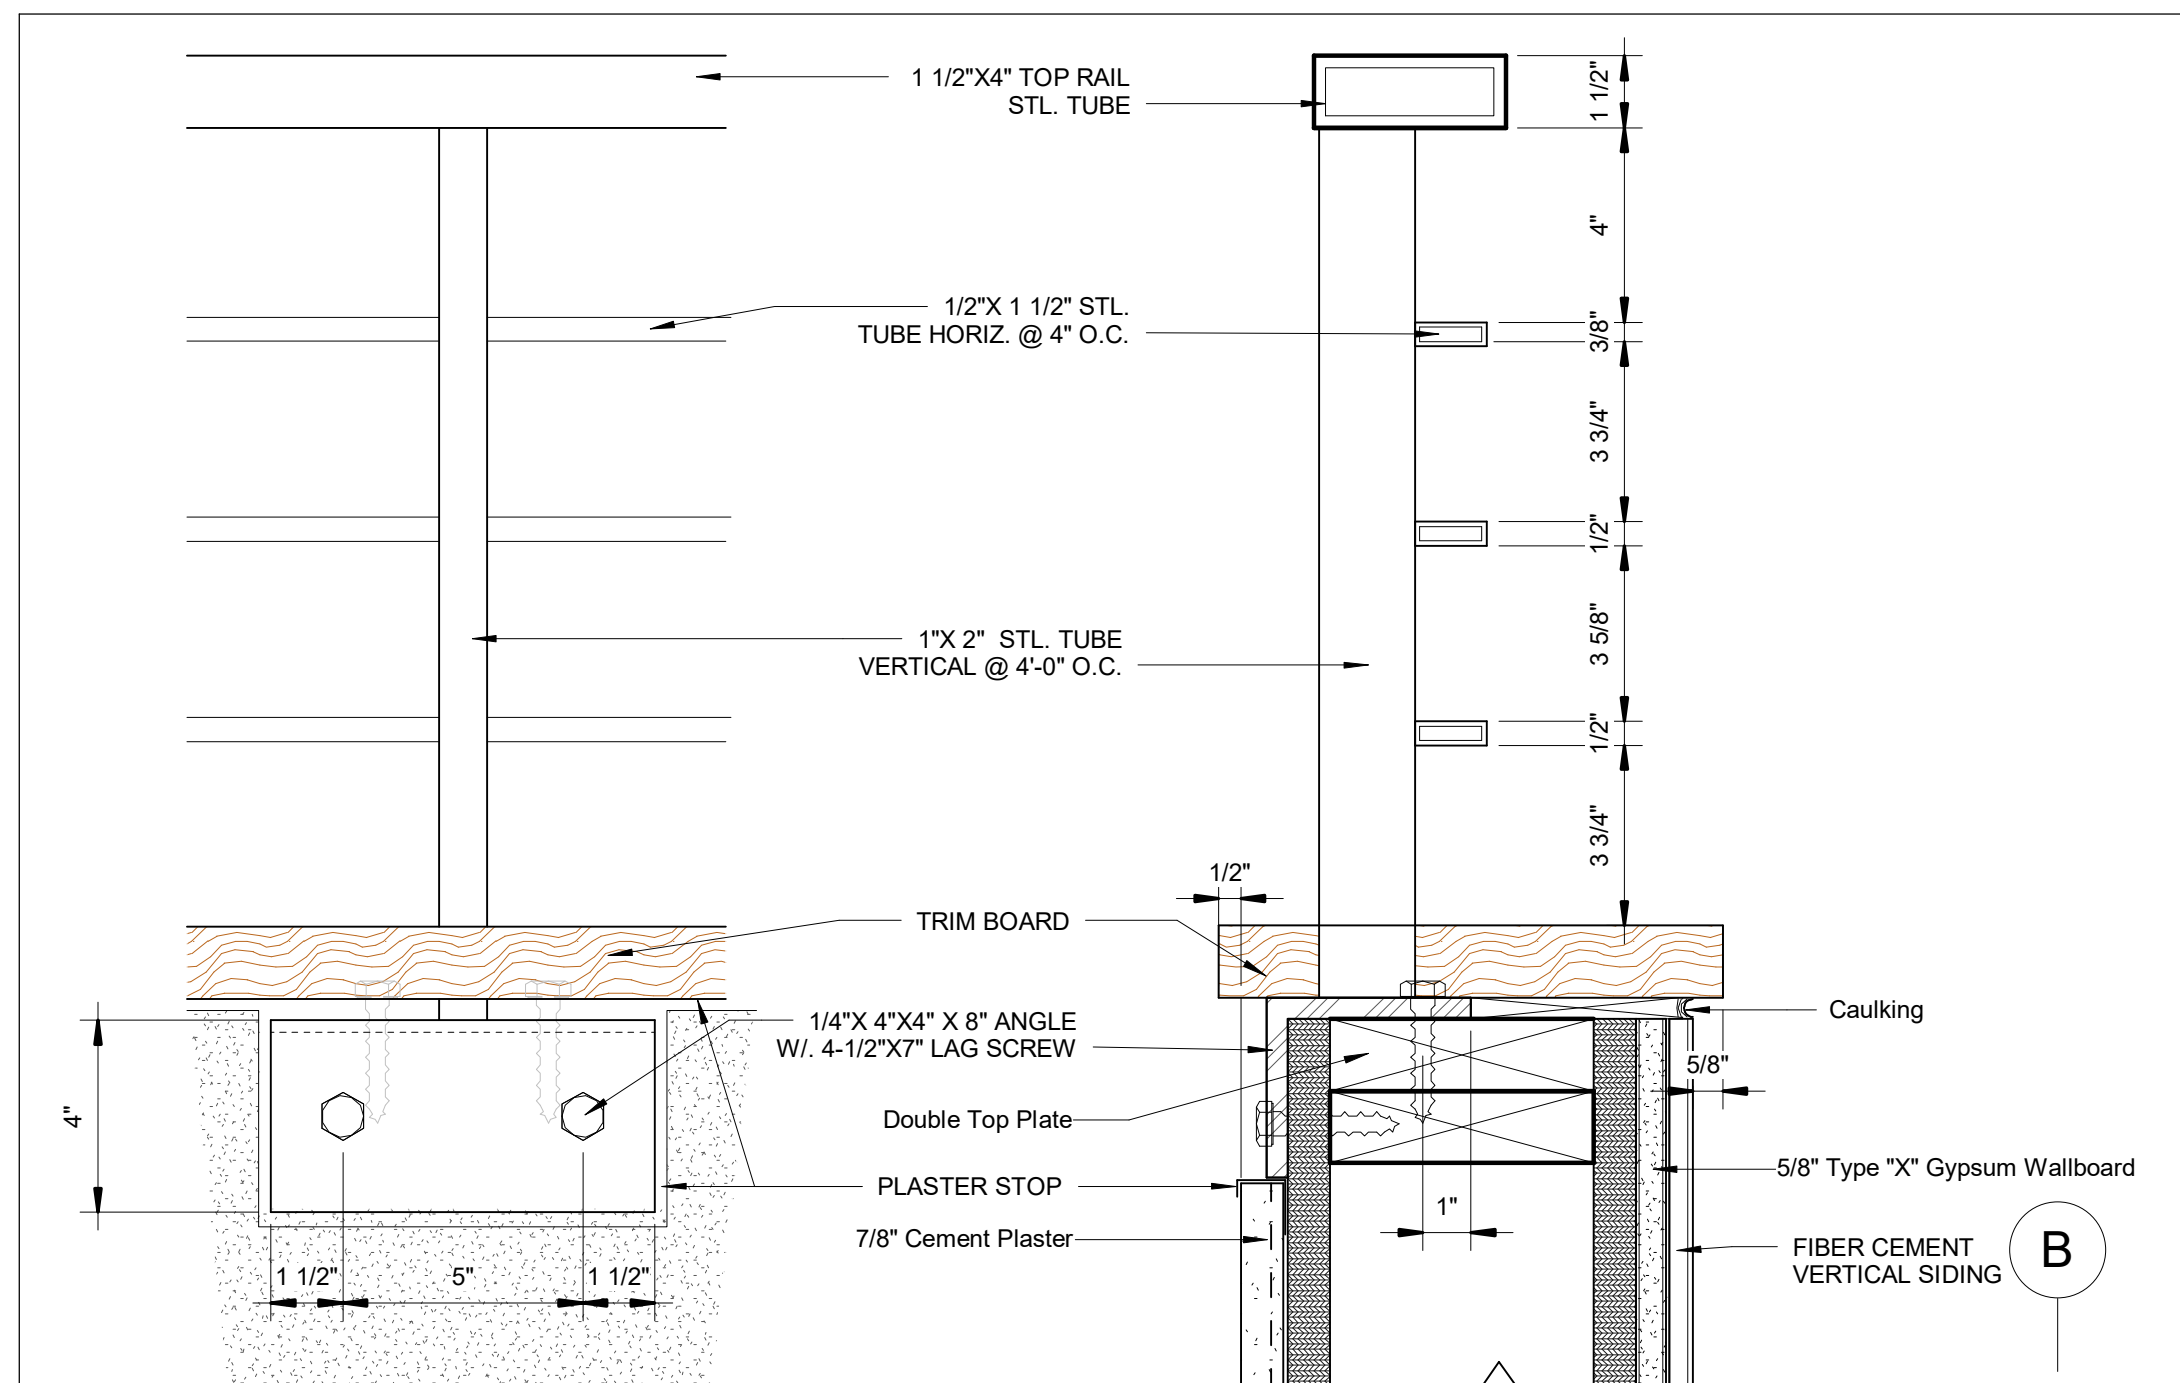 1 1/2"X4" TOP RAIL
STL. TUBE
1 1/2"
4"
1/2"X 1 1/2" STL.
TUBE HORIZ. @ 4" O.C.
3/8"
3 3/4"
1/2"
1"X 2" STL. TUBE
VERTICAL @ 4'-0" O.C.
3 5/8"
1/2"
3 3/4"
1/2"
TRIM BOARD
1/4"X 4"X4" X 8" ANGLE
W/. 4-1/2"X7" LAG SCREW
Caulking
5/8"
4"
Double Top Plate
PLASTER STOP
5/8" Type "X" Gypsum Wallboard
1"
7/8" Cement Plaster
FIBER CEMENT
VERTICAL SIDING
B
1 1/2"
5"
1 1/2"